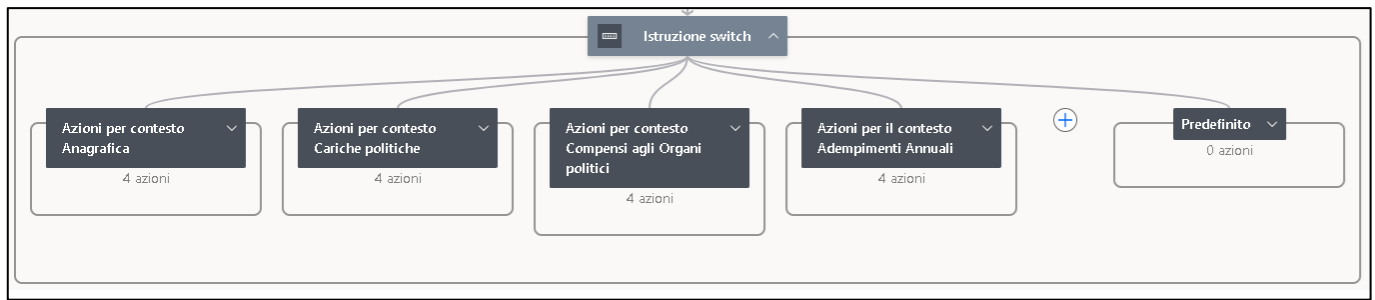 Istruzione switch
Azioni per contesto
Anagrafica
4 azioni
Azioni per contesto
Cariche politiche
4 azioni
Azioni per contesto
Compensi agli Organi
politici
4 azioni
Azioni per il contesto
Adempimenti Annuali
4 azioni
Predefinito
0 azioni